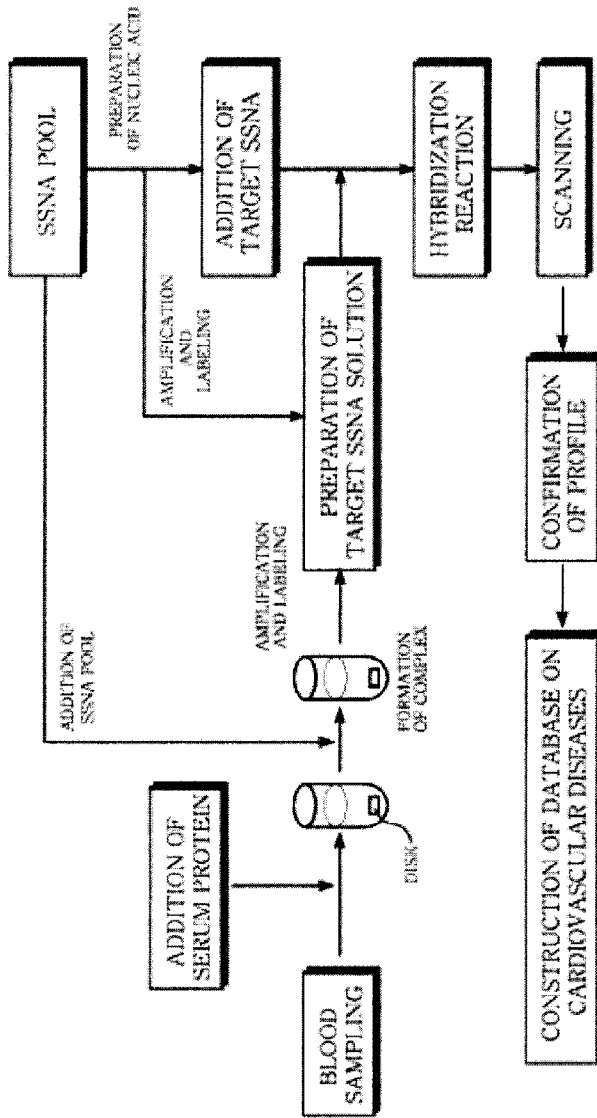 SSNA POOL
PREPARATION
OF NUCLEIC ACID
ADDITION OF
TARGET SSNA
AMPLIFICATION
AND
LABELING
ADDITION OF
SSNA POOL
ADDITION OF
SERUM PROTEIN
BLOOD
SAMPLING
DISK
FORMATION
OF COMPLEX
AMPLIFICATION
AND LABELING
PREPARATION OF
TARGET SSNA SOLUTION
HYBRIDIZATION
REACTION
SCANNING
CONFIRMATION
OF PROFILE
CONSTRUCTION OF DATABASE ON
CARDIOVASCULAR DISEASES